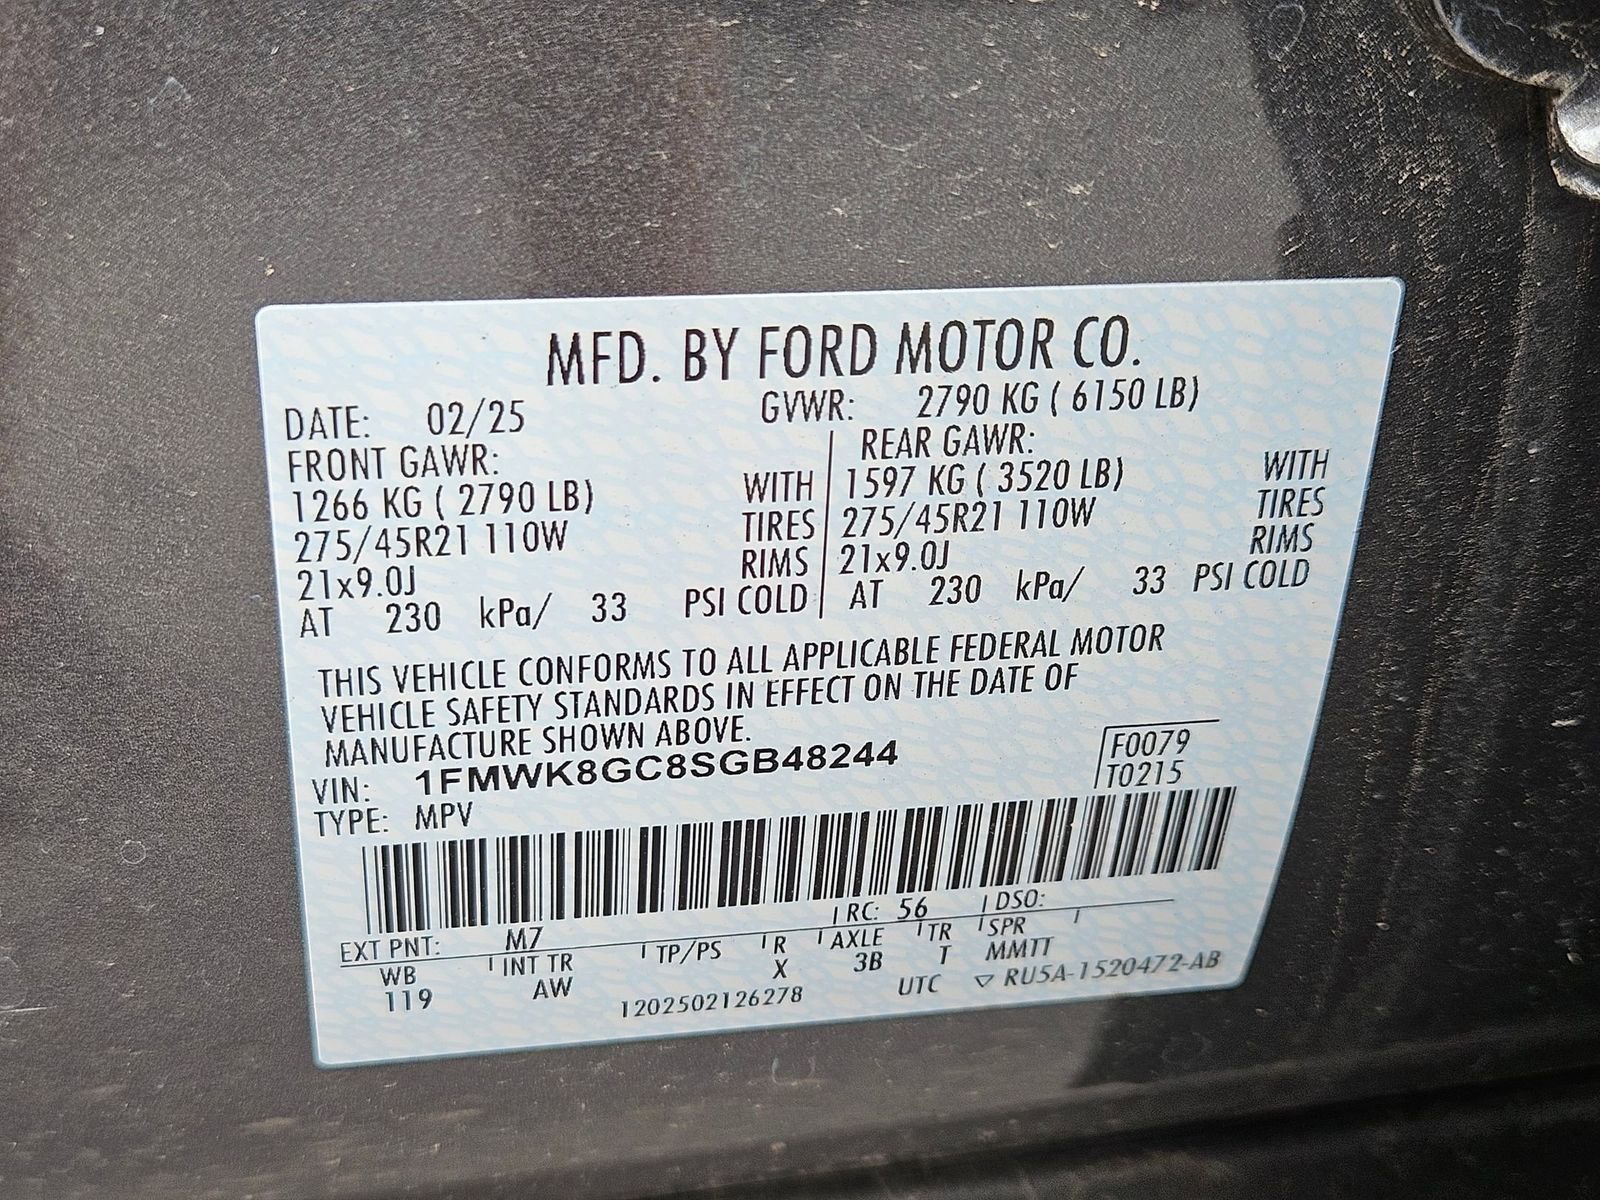 MFD. BY FORD MOTOR CO.
DATE: 02/25 GVWR: 2790 KG ( 6150 LB)
FRONT GAWR: REAR GAWR:
1266 KG ( 2790 LB) WITH 1597 KG ( 3520 LB) WITH
275/45R21 110W TIRES 275/45R21 110W TIRES
21x9.0J RIMS 21x9.0J RIMS
AT 230 kPa/ 33 PSI COLD AT 230 kPa/ 33 PSI COLD
THIS VEHICLE CONFORMS TO ALL APPLICABLE FEDERAL MOTOR
VEHICLE SAFETY STANDARDS IN EFFECT ON THE DATE OF
MANUFACTURE SHOWN ABOVE.
VIN: 1FMWK8GC8SGB48244
F0079
T0215
TYPE: MPV
EXT PNT: M7 RC: 56 DSO:
WB INT TR TP/PS R AXLE TR SPR
119 AW X 3B T MMTT
1202502126278 UTC ▽ RU5A-1520472-AB